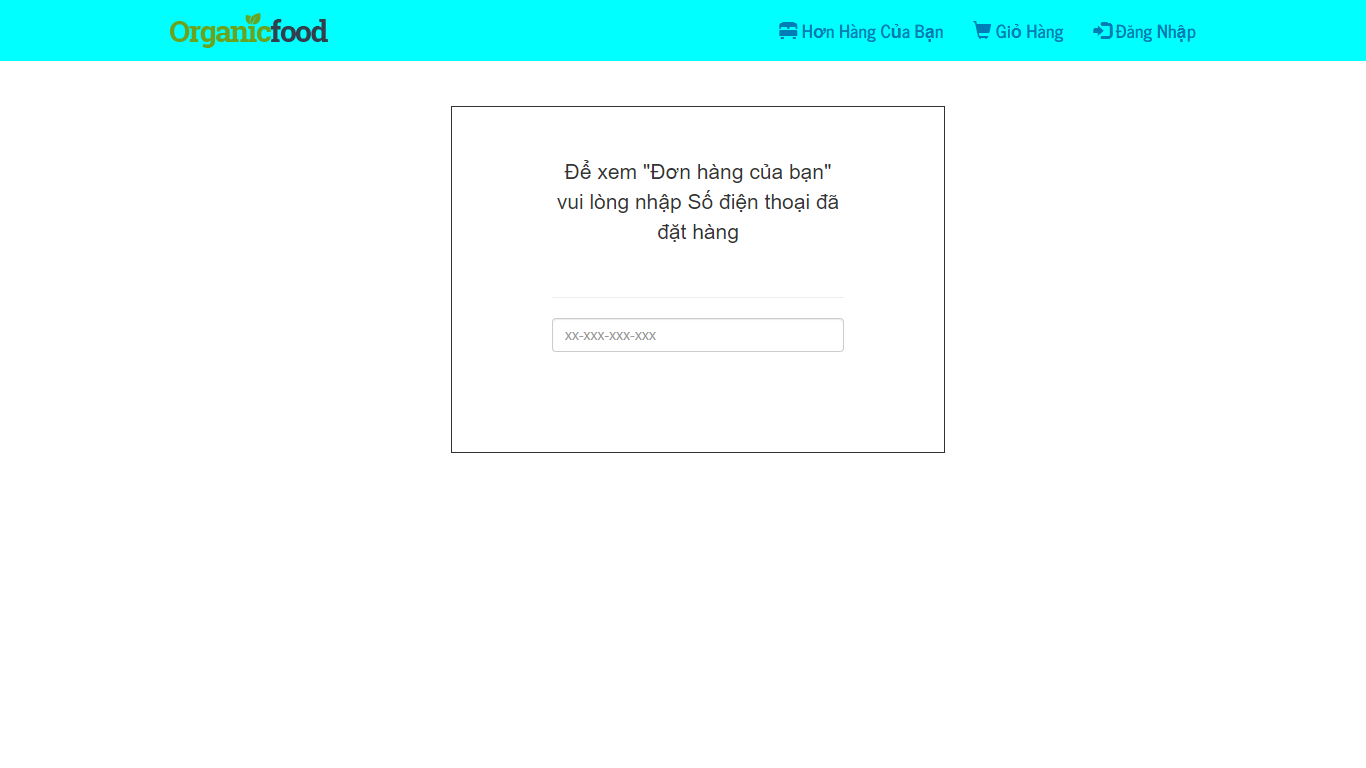 Organicfood
Hơn Hàng Của Bạn
Giỏ Hàng
Đăng Nhập
Để xem "Đơn hàng của bạn"
vui lòng nhập Số điện thoại đã
đặt hàng
xx-xxx-xxx-xxx